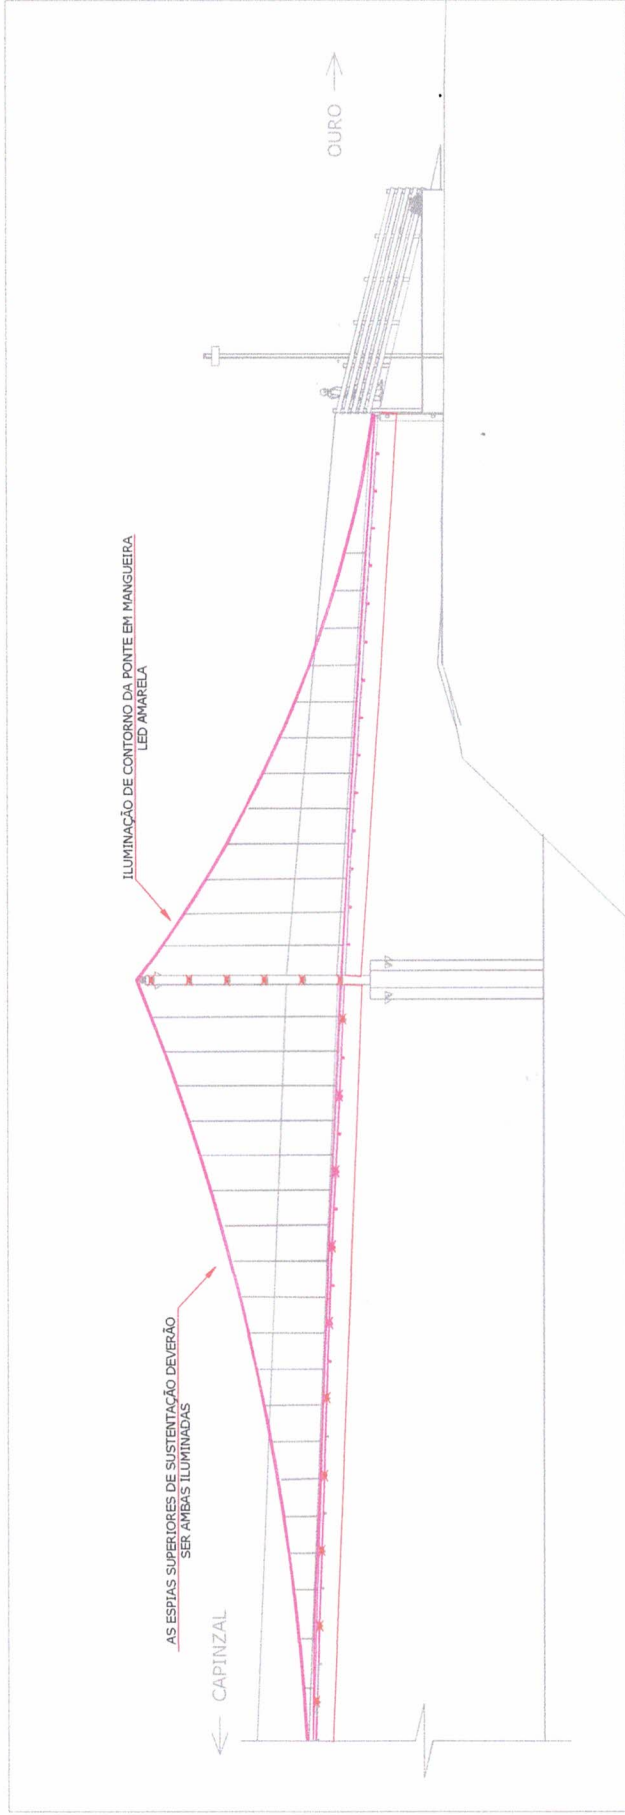 ← CAPINZAL
AS ESPIAS SUPERIORES DE SUSTENTAÇÃO DEVERÃO
SER AMBAS ILUMINADAS
ILUMINAÇÃO DE CONTORNO DA PONTE EM MANGUEIRA
LED AMARELA
OURO →